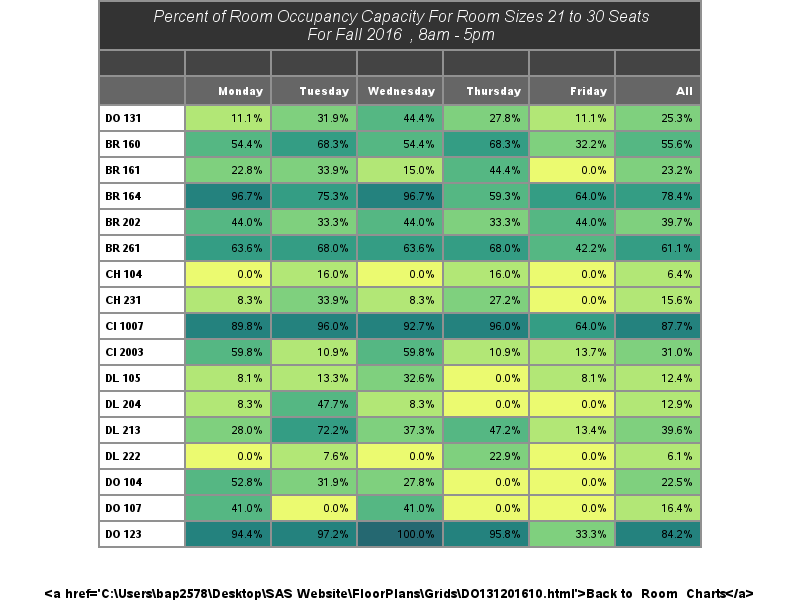 Percent of Room Occupancy Capacity For Room Sizes 21 to 30 Seats
For Fall 2016 , 8am - 5pm
Monday Tuesday Wednesday Thursday Friday All
DO 131 11.1% 31.9% 44.4% 27.8% 11.1% 25.3%
BR 160 54.4% 68.3% 54.4% 68.3% 32.2% 55.6%
BR 161 22.8% 33.9% 15.0% 44.4% 0.0% 23.2%
BR 164 96.7% 75.3% 96.7% 59.3% 64.0% 78.4%
BR 202 44.0% 33.3% 44.0% 33.3% 44.0% 39.7%
BR 261 63.6% 68.0% 63.6% 68.0% 42.2% 61.1%
CH 104 0.0% 16.0% 0.0% 16.0% 0.0% 6.4%
CH 231 8.3% 33.9% 8.3% 27.2% 0.0% 15.6%
CI 1007 89.8% 96.0% 92.7% 96.0% 64.0% 87.7%
CI 2003 59.8% 10.9% 59.8% 10.9% 13.7% 31.0%
DL 105 8.1% 13.3% 32.6% 0.0% 8.1% 12.4%
DL 204 8.3% 47.7% 8.3% 0.0% 0.0% 12.9%
DL 213 28.0% 72.2% 37.3% 47.2% 13.4% 39.6%
DL 222 0.0% 7.6% 0.0% 22.9% 0.0% 6.1%
DO 104 52.8% 31.9% 27.8% 0.0% 0.0% 22.5%
DO 107 41.0% 0.0% 41.0% 0.0% 0.0% 16.4%
DO 123 94.4% 97.2% 100.0% 95.8% 33.3% 84.2%
<a href='C:\Users\bap2578\Desktop\SAS Website\FloorPlans\Grids\DO131201610.html'>Back to Room Charts</a>